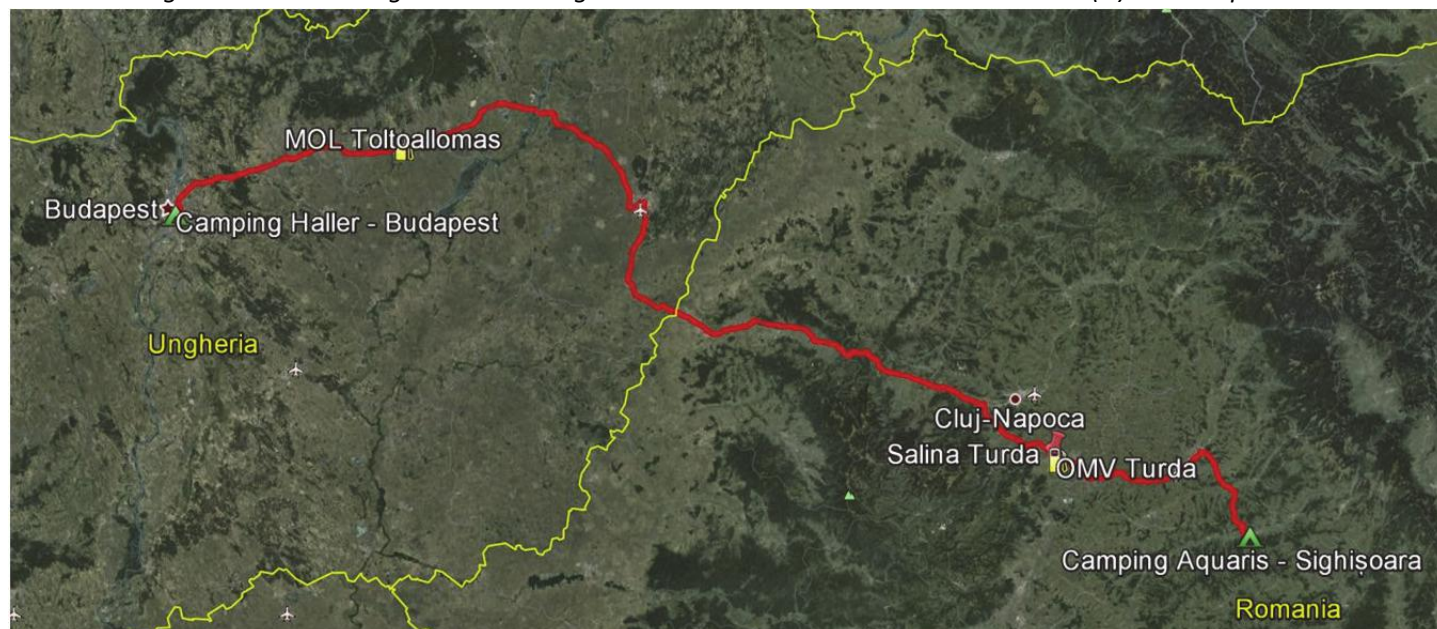 MOL Toltoallomas
Budapest
Camping Haller - Budapest
Ungheria
Cluj-Napoca
Salina Turda
OMV Turda
Camping Aquaris - Sighișoara
Romania